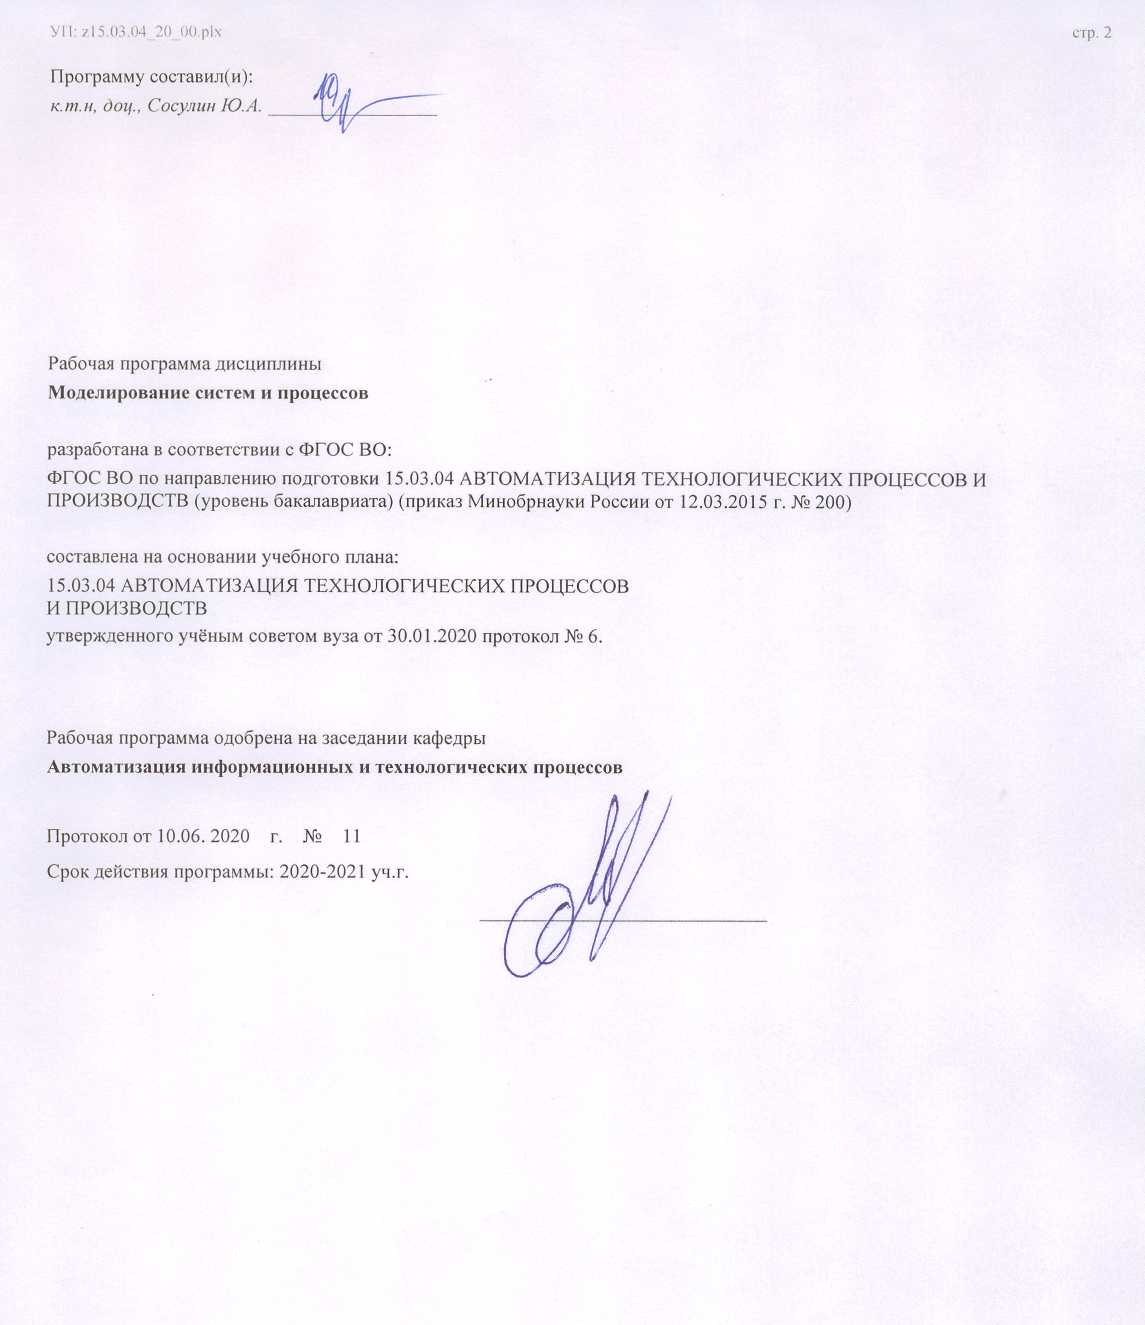 УП: z15.03.04_20_00.plx стр. 2
Программу составил(и):
к.т.н, доц., Сосулин Ю.А.
Рабочая программа дисциплины
Моделирование систем и процессов
разработана в соответствии с ФГОС ВО:
ФГОС ВО по направлению подготовки 15.03.04 АВТОМАТИЗАЦИЯ ТЕХНОЛОГИЧЕСКИХ ПРОЦЕССОВ И
ПРОИЗВОДСТВ (уровень бакалавриата) (приказ Минобрнауки России от 12.03.2015 г. № 200)
составлена на основании учебного плана:
15.03.04 АВТОМАТИЗАЦИЯ ТЕХНОЛОГИЧЕСКИХ ПРОЦЕССОВ
И ПРОИЗВОДСТВ
утвержденного учёным советом вуза от 30.01.2020 протокол № 6.
Рабочая программа одобрена на заседании кафедры
Автоматизация информационных и технологических процессов
Протокол от 10.06. 2020 г. № 11
Срок действия программы: 2020-2021 уч.г.